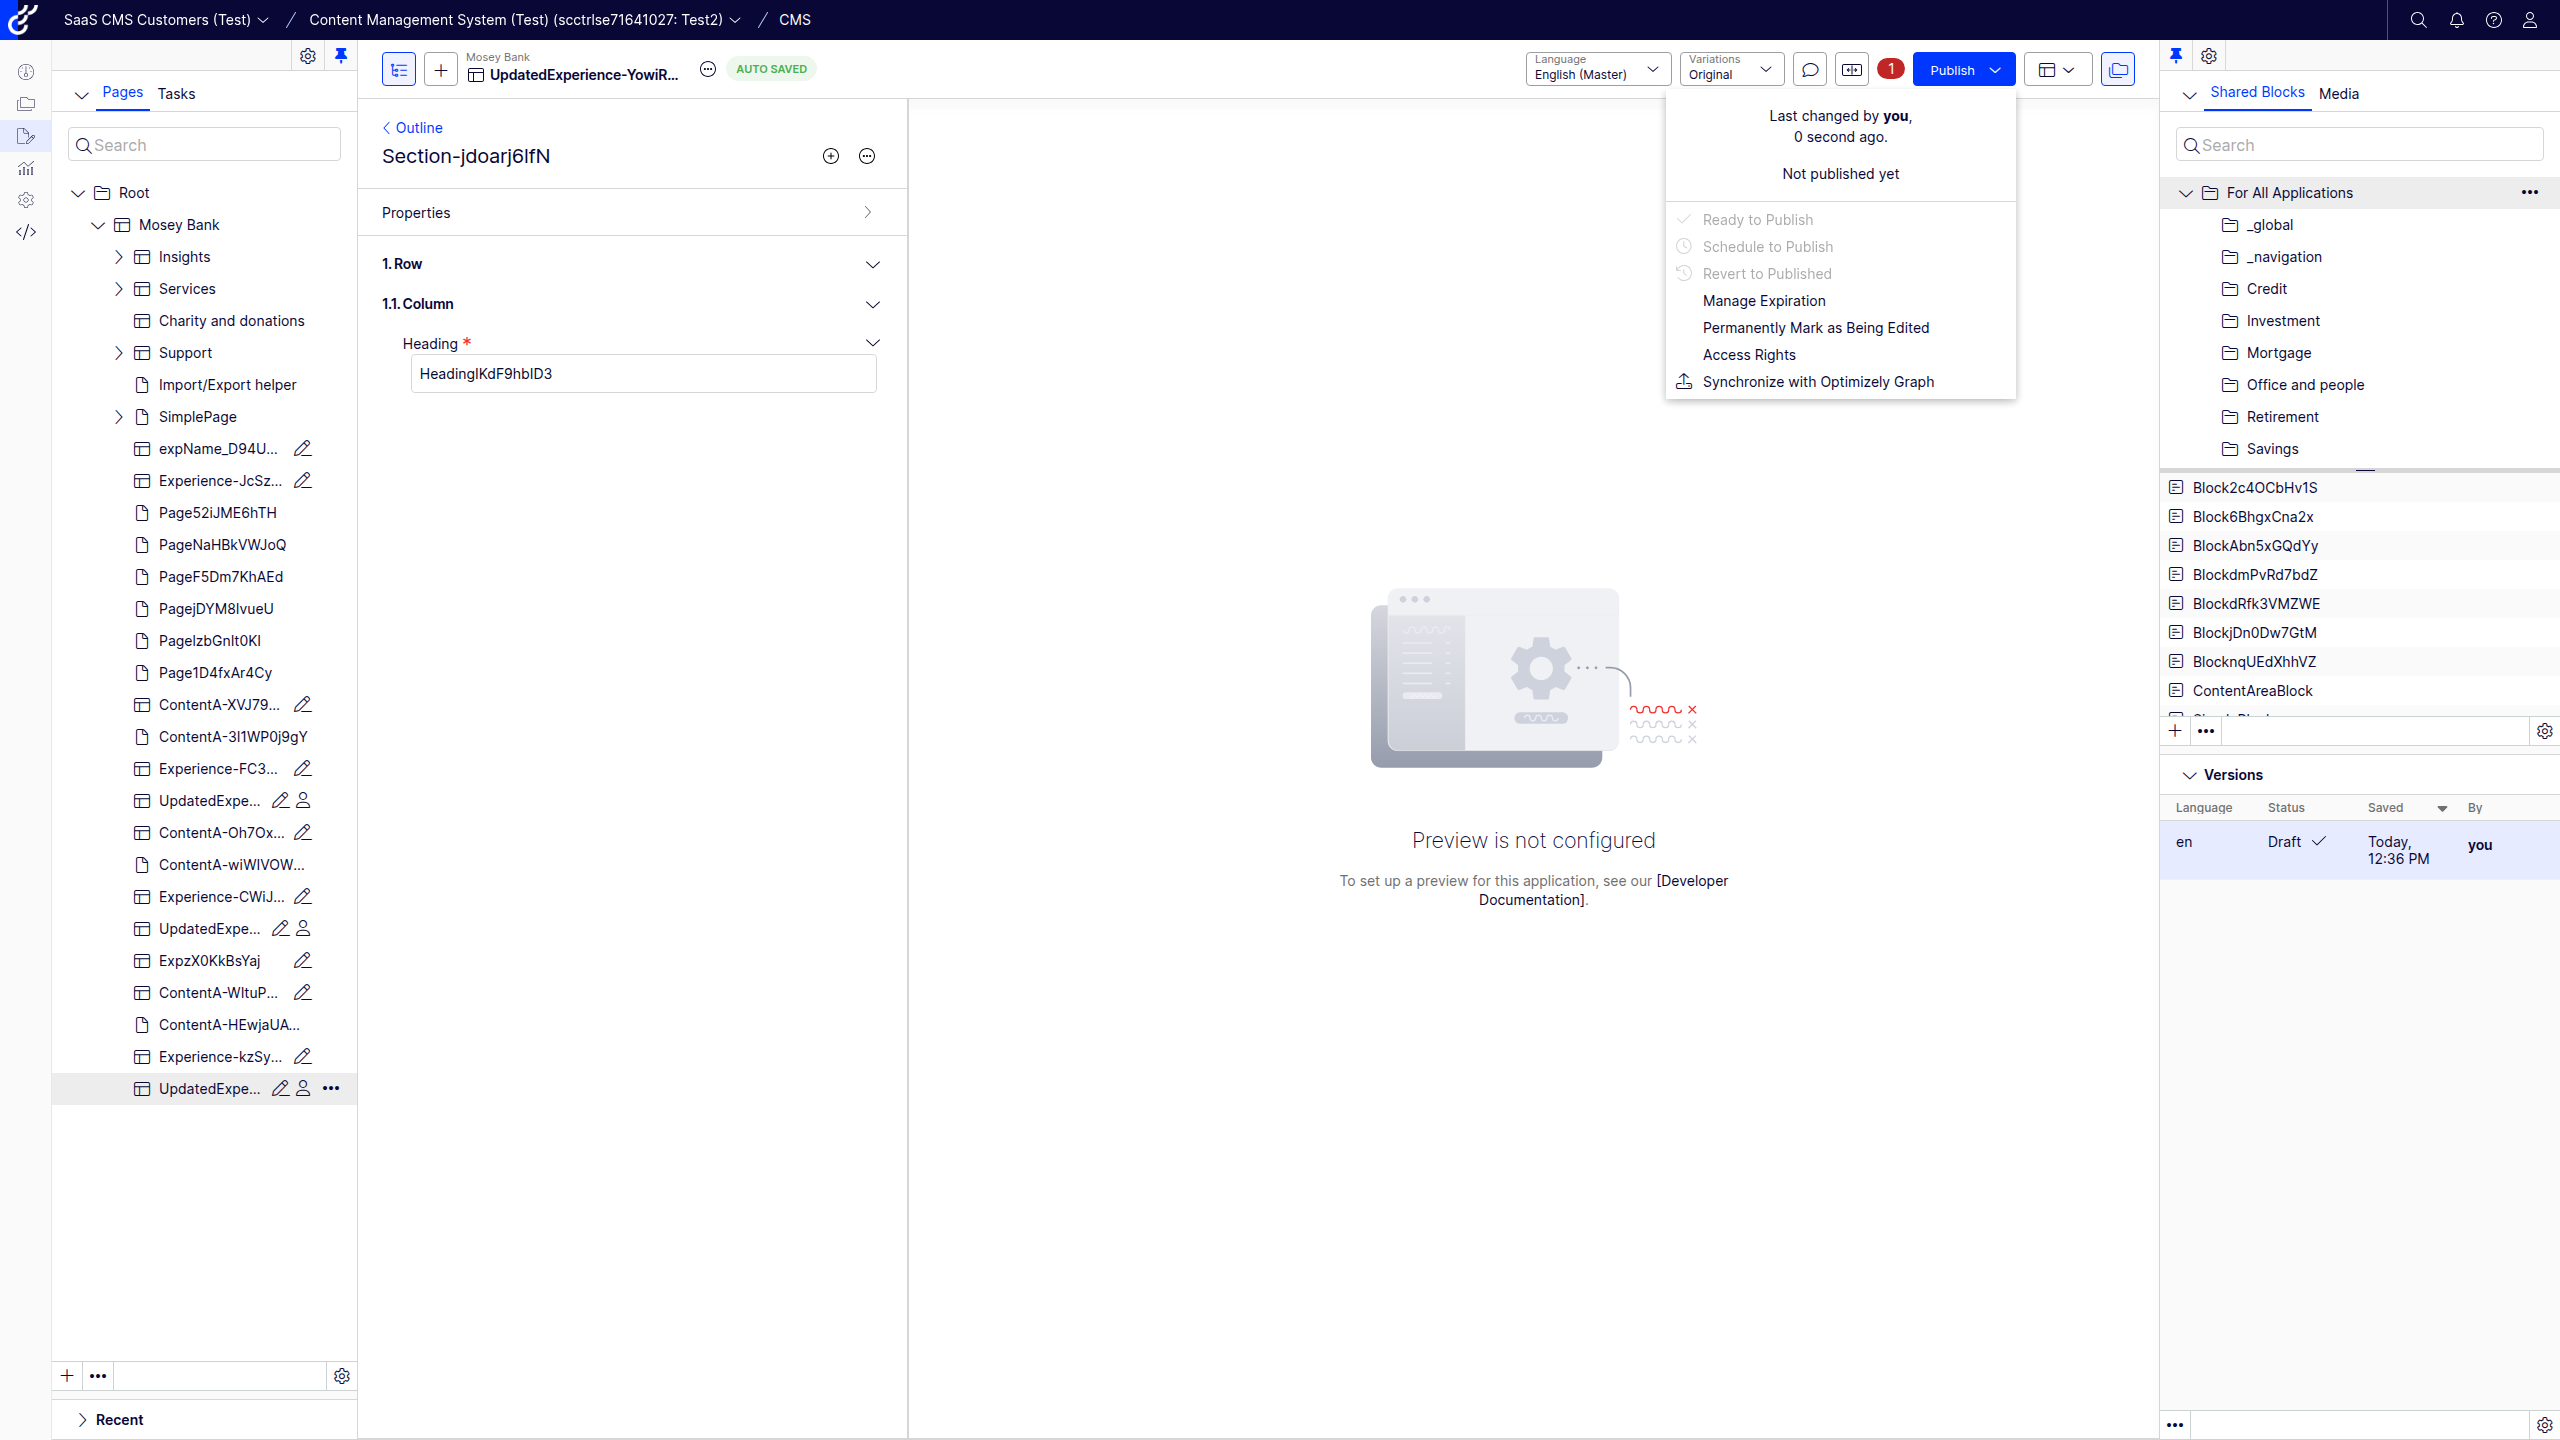 SaaS CMS Customers (Test) / Content Management System (Test) (scctrlse71641027: Test2) / CMS
Pages
Tasks
Search
Root
Mosey Bank
Insights
Services
Charity and donations
Support
Import/Export helper
SimplePage
expName_D94U...
Experience-JcSz...
Page52iJME6hTH
PageNaHBkVWJoQ
PageF5Dm7KhAEd
PagejDYM8IvueU
PageIzbGnIt0KI
Page1D4fxAr4Cy
ContentA-XVJ79...
ContentA-3I1WP0j9gY
Experience-FC3...
UpdatedExpe...
ContentA-Oh7Ox...
ContentA-wiWIVOW...
Experience-CWiJ...
UpdatedExpe...
ExpzX0KkBsYaj
ContentA-WItuP...
ContentA-HEwjaUA...
Experience-kzSy...
UpdatedExpe...
Recent
Mosey Bank
UpdatedExperience-YowiR...
AUTO SAVED
Language
English (Master)
Variations
Original
1
Publish
Outline
Section-jdoarj6lfN
Properties
1. Row
1.1. Column
Heading *
HeadingIKdF9hbID3
Last changed by you,
0 second ago.
Not published yet
Ready to Publish
Schedule to Publish
Revert to Published
Manage Expiration
Permanently Mark as Being Edited
Access Rights
Synchronize with Optimizely Graph
Preview is not configured
To set up a preview for this application, see our [Developer
Documentation].
Shared Blocks
Media
Search
For All Applications
_global
_navigation
Credit
Investment
Mortgage
Office and people
Retirement
Savings
Block2c4OCbHv1S
Block6BhgxCna2x
BlockAbn5xGQdYy
BlockdmPvRd7bdZ
BlockdRfk3VMZWE
BlockjDn0Dw7GtM
BlocknqUEdXhhVZ
ContentAreaBlock
Versions
Language Status Saved By
en Draft Today, you
12:36 PM